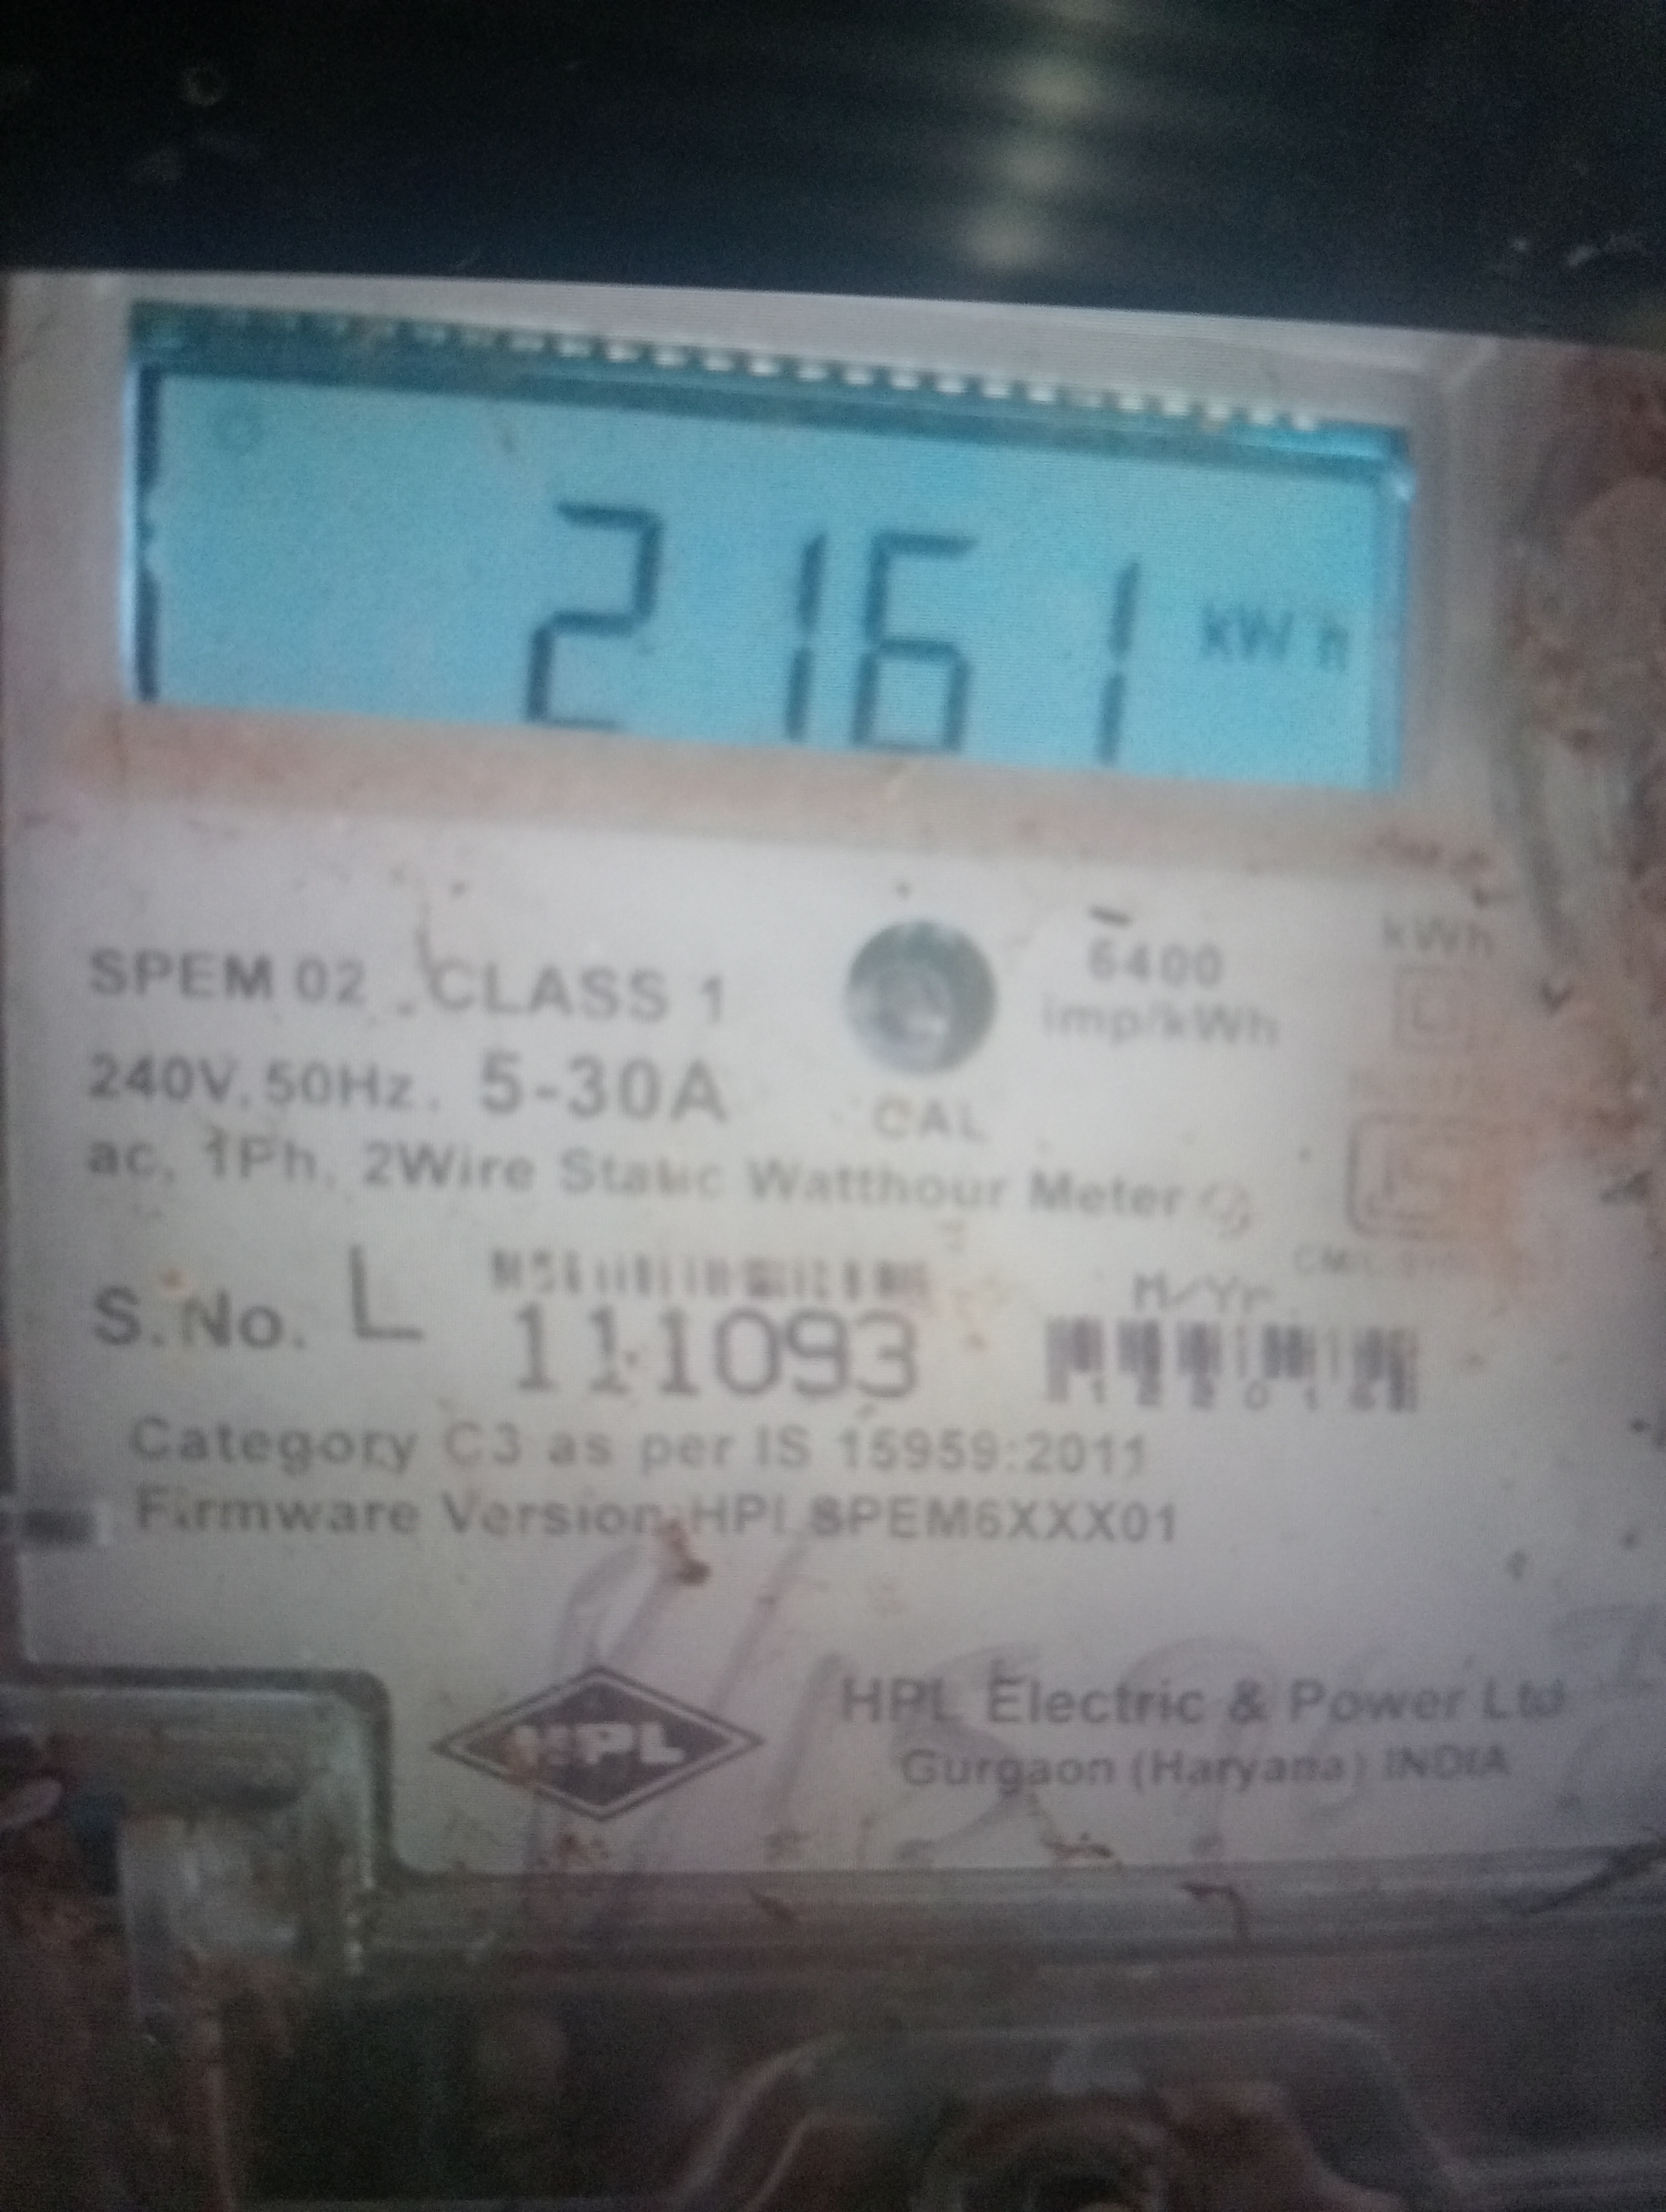 2161 kWh
SPEM 02 CLASS 1
6400
imp/kWh
kWh
240V, 50Hz, 5-30A
CAL
ac, 1Ph, 2Wire Static Watthour Meter
S.No. L 111093
M/Yr
Category C3 as per IS 15959:2011
Firmware Version HPLSPEM6XXX01
HPL
HPL Electric & Power Ltd
Gurgaon (Haryana) INDIA